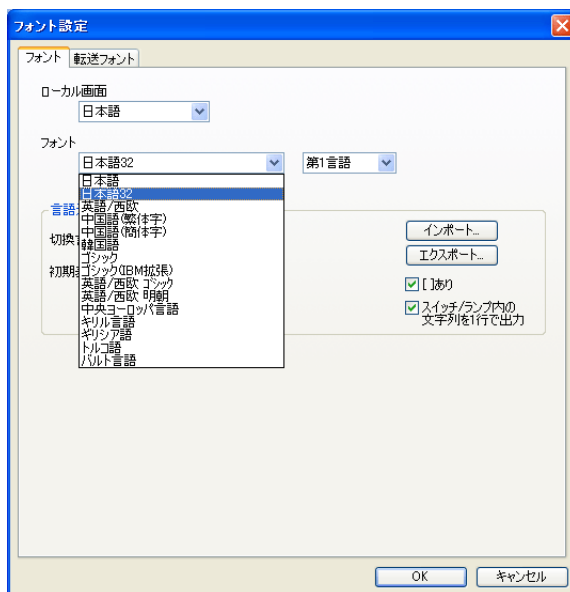 フォント設定
フォント 転送フォント
ローカル画面
日本語
フォント
日本語32 第1言語
日本語
日本語32
英語/西欧
中国語(繁体字)
中国語(簡体字)
韓国語
ゴシック
ゴシック(IBM拡張)
英語/西欧 ゴシック
英語/西欧 明朝
中央ヨーロッパ言語
キリル言語
ギリシア語
トルコ語
バルト言語
言語
切換
初期
インポート...
エクスポート...
[ ]あり
スイッチ/ランプ内の
文字列を1行で出力
OK キャンセル